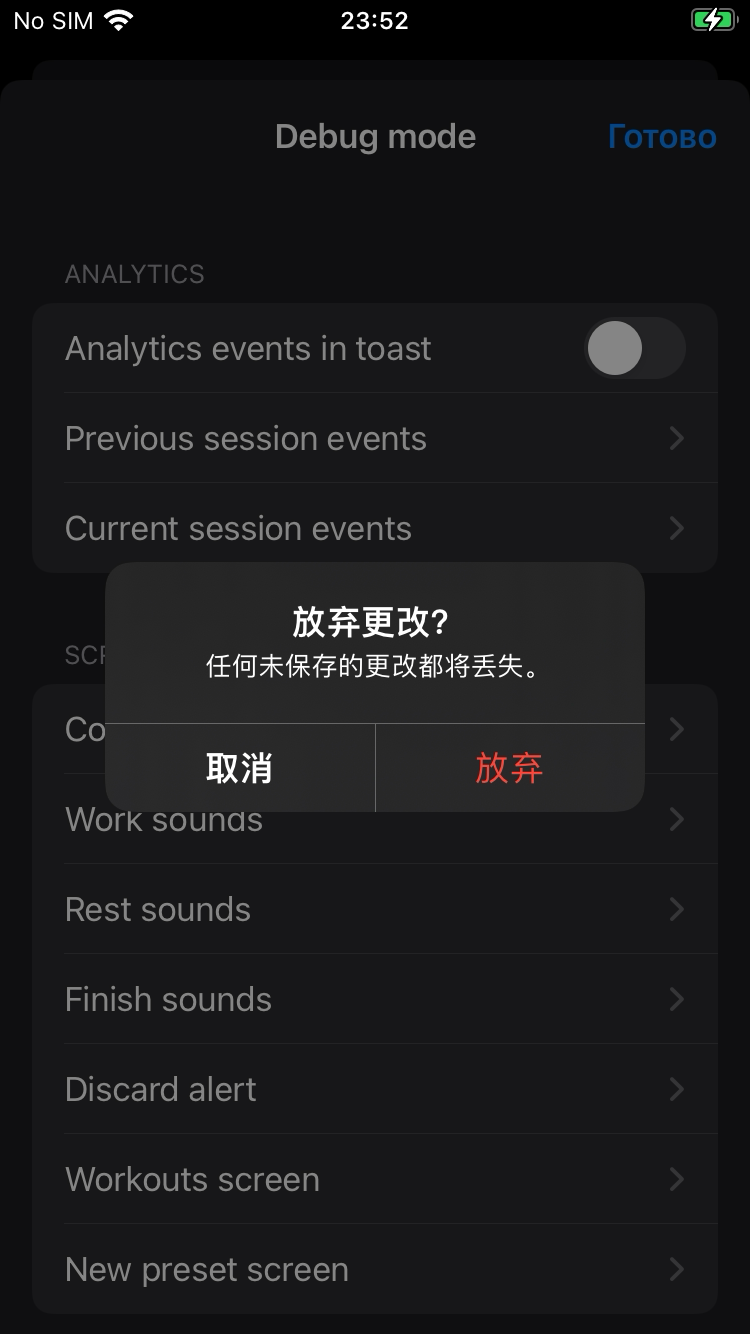 No SIM 23:52
Debug mode Готово
ANALYTICS
Analytics events in toast
Previous session events
Current session events
放弃更改?
任何未保存的更改都将丢失。
取消 放弃
Work sounds
Rest sounds
Finish sounds
Discard alert
Workouts screen
New preset screen